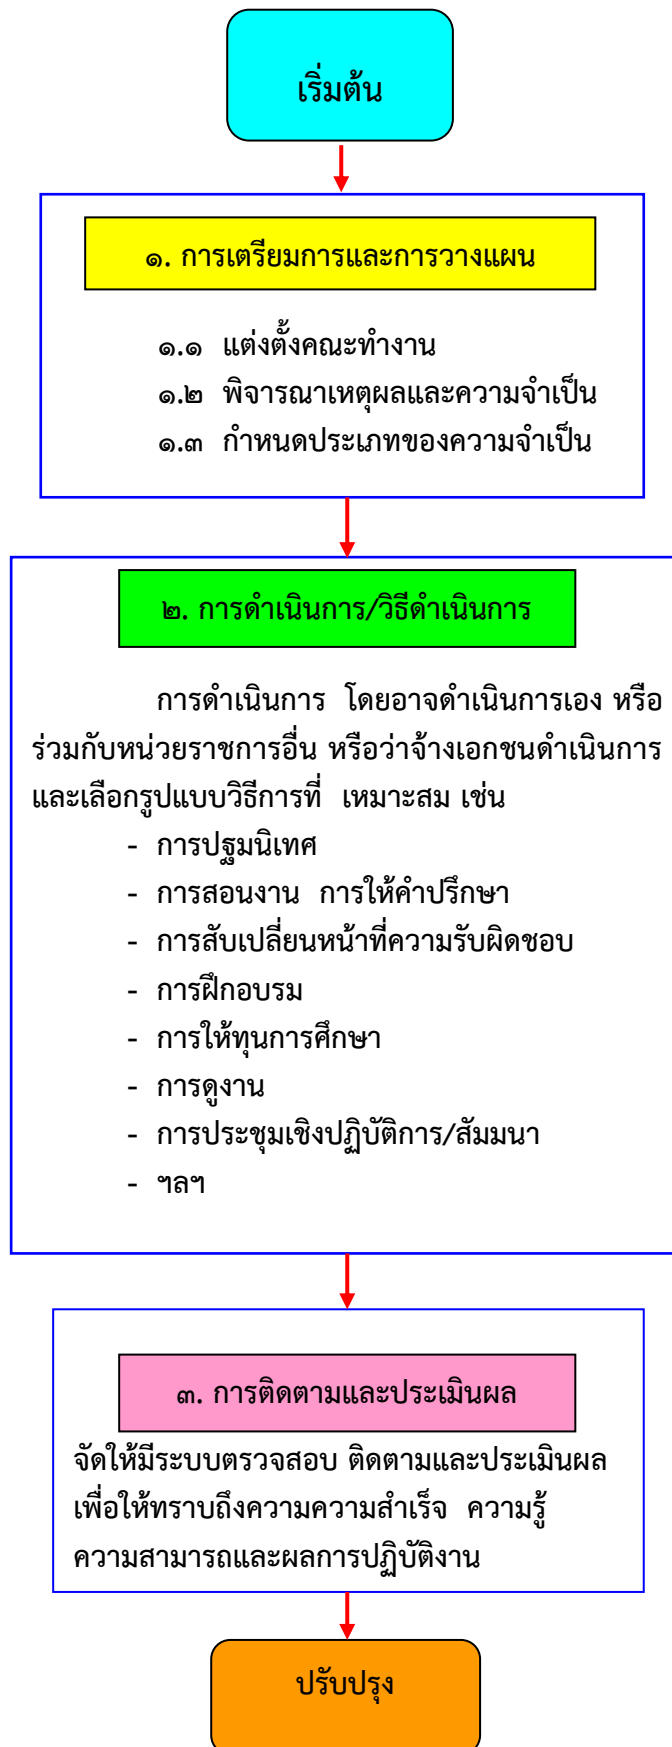 เริ่มต้น
๑. การเตรียมการและการวางแผน
๑.๑ แต่งตั้งคณะทำงาน
๑.๒ พิจารณาเหตุผลและความจำเป็น
๑.๓ กำหนดประเภทของความจำเป็น
๒. การดำเนินการ/วิธีดำเนินการ
การดำเนินการ โดยอาจดำเนินการเอง หรือ
ร่วมกับหน่วยราชการอื่น หรือว่าจ้างเอกชนดำเนินการ
และเลือกรูปแบบวิธีการที่ เหมาะสม เช่น
- การปฐมนิเทศ
- การสอนงาน การให้คำปรึกษา
- การสับเปลี่ยนหน้าที่ความรับผิดชอบ
- การฝึกอบรม
- การให้ทุนการศึกษา
- การดูงาน
- การประชุมเชิงปฏิบัติการ/สัมมนา
- ฯลฯ
๓. การติดตามและประเมินผล
จัดให้มีระบบตรวจสอบ ติดตามและประเมินผล
เพื่อให้ทราบถึงความความสำเร็จ ความรู้
ความสามารถและผลการปฏิบัติงาน
ปรับปรุง